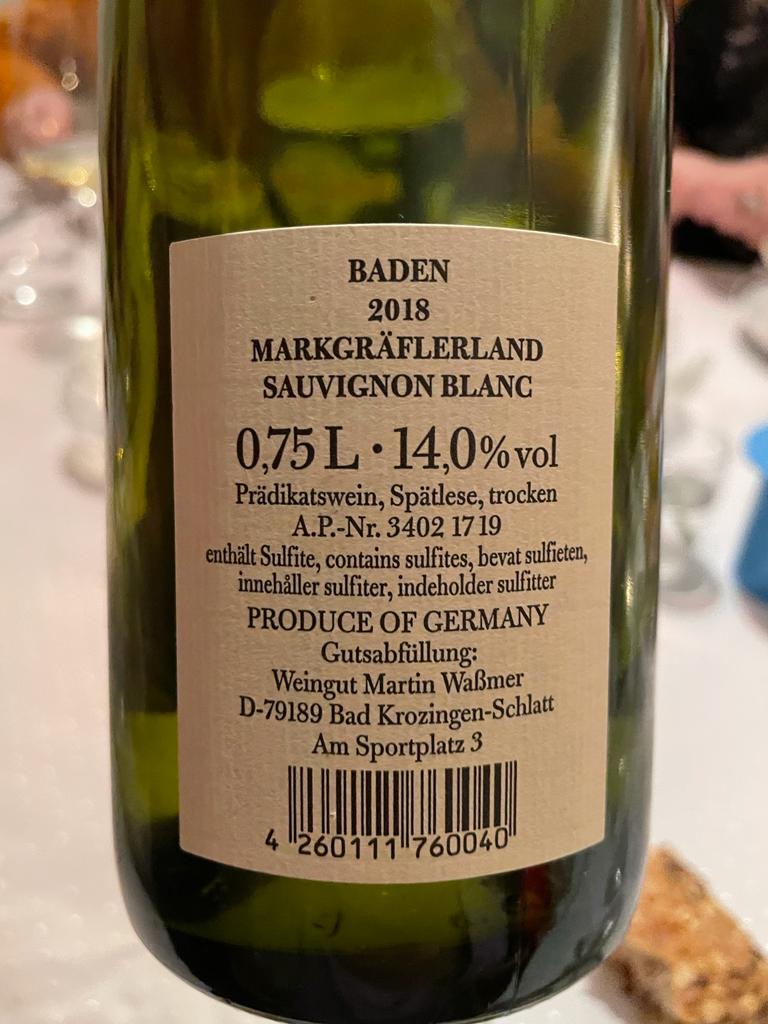 BADEN
2018
MARKGRÄFLERLAND
SAUVIGNON BLANC
0,75 L · 14,0% vol
Prädikatswein, Spätlese, trocken
A.P.-Nr. 3402 17 19
enthält Sulfite, contains sulfites, bevat sulfieten,
innehåller sulfiter, indeholder sulfitter
PRODUCE OF GERMANY
Gutsabfüllung:
Weingut Martin Waßmer
D-79189 Bad Krozingen-Schlatt
Am Sportplatz 3
4 260111 760040